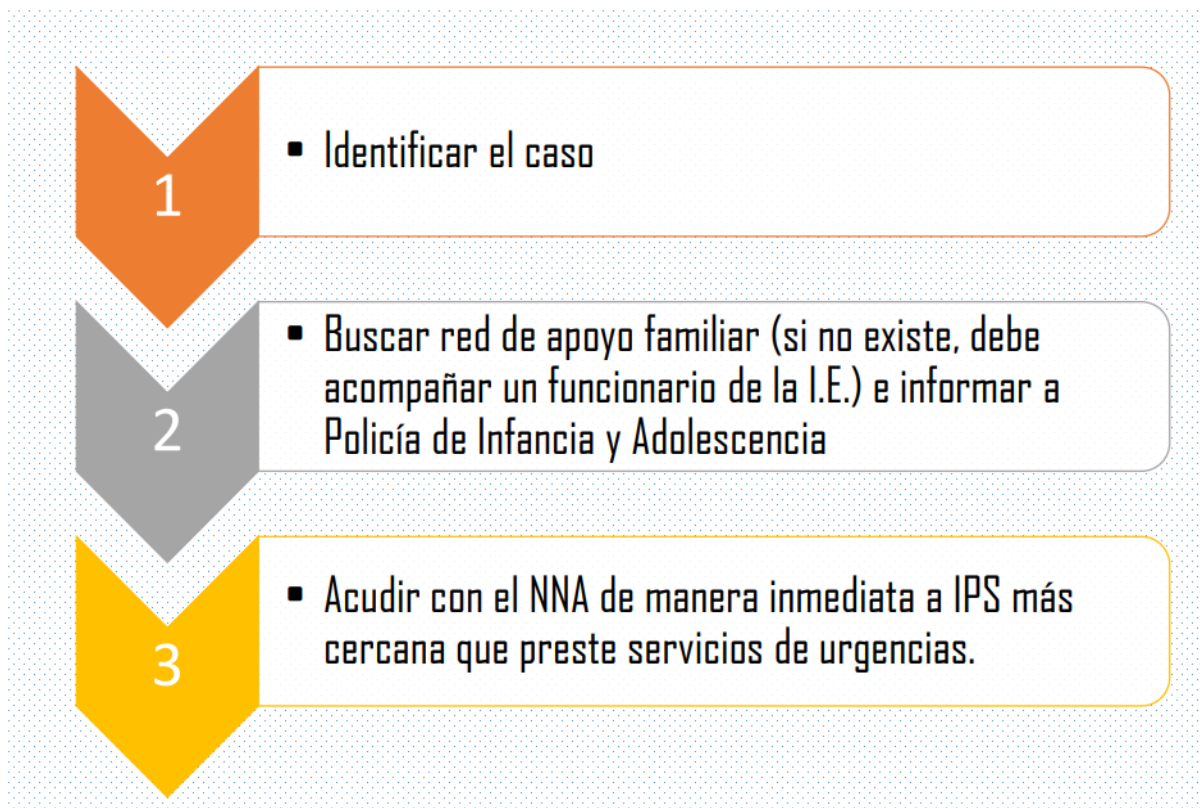 1
▪ Identificar el caso
2
▪ Buscar red de apoyo familiar (si no existe, debe
acompañar un funcionario de la I.E.) e informar a
Policía de Infancia y Adolescencia
3
▪ Acudir con el NNA de manera inmediata a IPS más
cercana que preste servicios de urgencias.